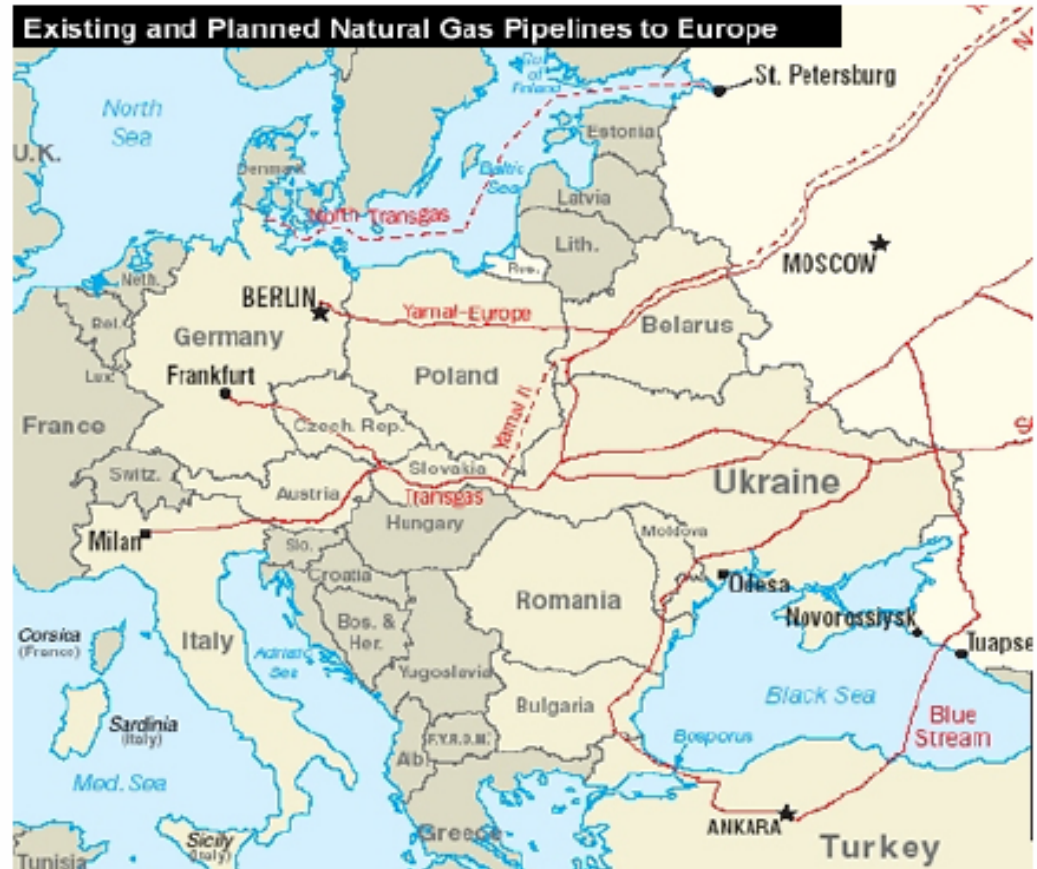 Existing and Planned Natural Gas Pipelines to Europe
North
Sea
Gulf
of
Finland
St. Petersburg
U.K.
Denmark
Estonia
Baltic
Sea
Latvia
North Transgas
Lith.
MOSCOW
Neth.
Rus.
BERLIN
Yamal-Europe
Bel.
Germany
Belarus
Lux.
Frankfurt
Poland
France
Czech. Rep.
Yamal II
Switz.
Slovakia
Austria
Transgas
Ukraine
Hungary
Milan
Slo.
Moldova
Croatia
Odesa
Romania
Bos. &
Her.
Novorossiysk
Corsica
(France)
Italy
Adriatic
Sea
Tuapse
Yugoslavia
Bulgaria
Black Sea
Sardinia
(Italy)
Blue
Stream
F.Y.R.O.M.
Bosporus
Alb.
Med. Sea
ANKARA
Sicily
(Italy)
Greece
Turkey
Tunisia